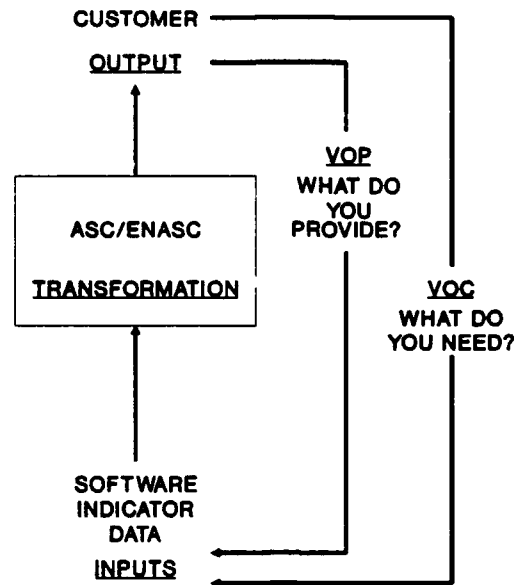 CUSTOMER
OUTPUT
VOP
WHAT DO
YOU
PROVIDE?
ASC/ENASC
TRANSFORMATION
VOC
WHAT DO
YOU NEED?
SOFTWARE
INDICATOR
DATA
INPUTS